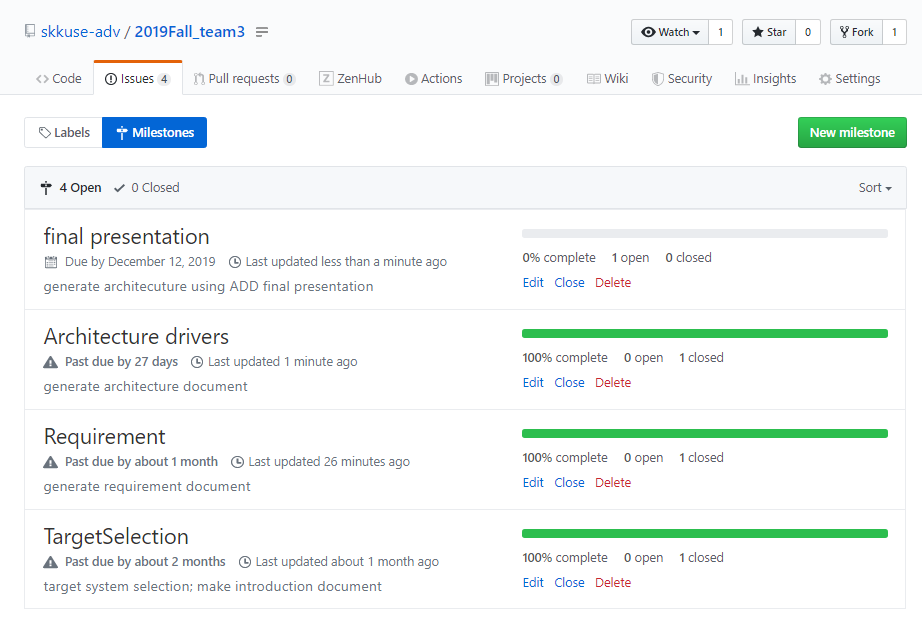 skkuse-adv / 2019Fall_team3 Watch 1 Star 0 Fork 1
Code Issues 4 Pull requests 0 ZenHub Actions Projects 0 Wiki Security Insights Settings
Labels Milestones New milestone
4 Open 0 Closed Sort
final presentation
Due by December 12, 2019 Last updated less than a minute ago
generate architecuture using ADD final presentation
0% complete 1 open 0 closed
Edit Close Delete
Architecture drivers
Past due by 27 days Last updated 1 minute ago
generate architecture document
100% complete 0 open 1 closed
Edit Close Delete
Requirement
Past due by about 1 month Last updated 26 minutes ago
generate requirement document
100% complete 0 open 1 closed
Edit Close Delete
TargetSelection
Past due by about 2 months Last updated about 1 month ago
target system selection; make introduction document
100% complete 0 open 1 closed
Edit Close Delete